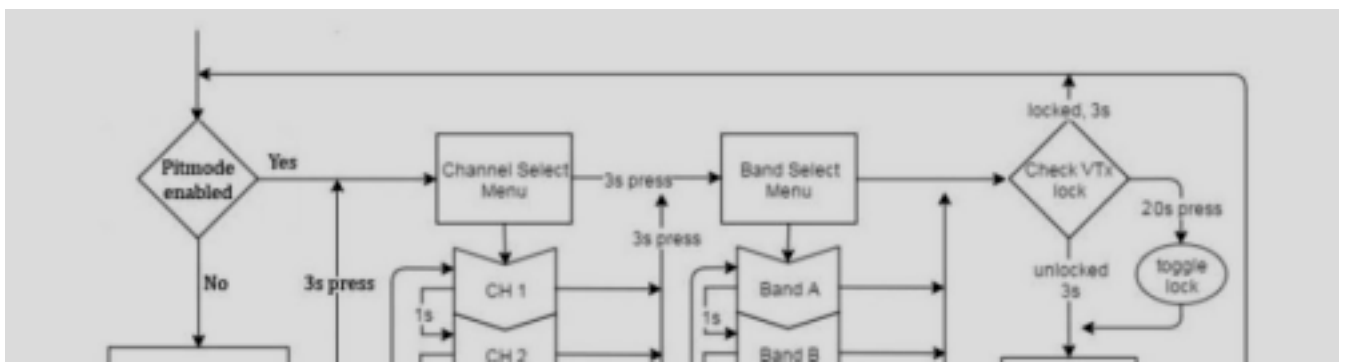 locked, 3s
Pitmode
enabled
Yes
Channel Select
Menu
3s press
Band Select
Menu
Check VTx
lock
20s press
3s press
No
3s press
CH 1
1s
Band A
1s
unlocked
3s
toggle
lock
CH 2
Band B